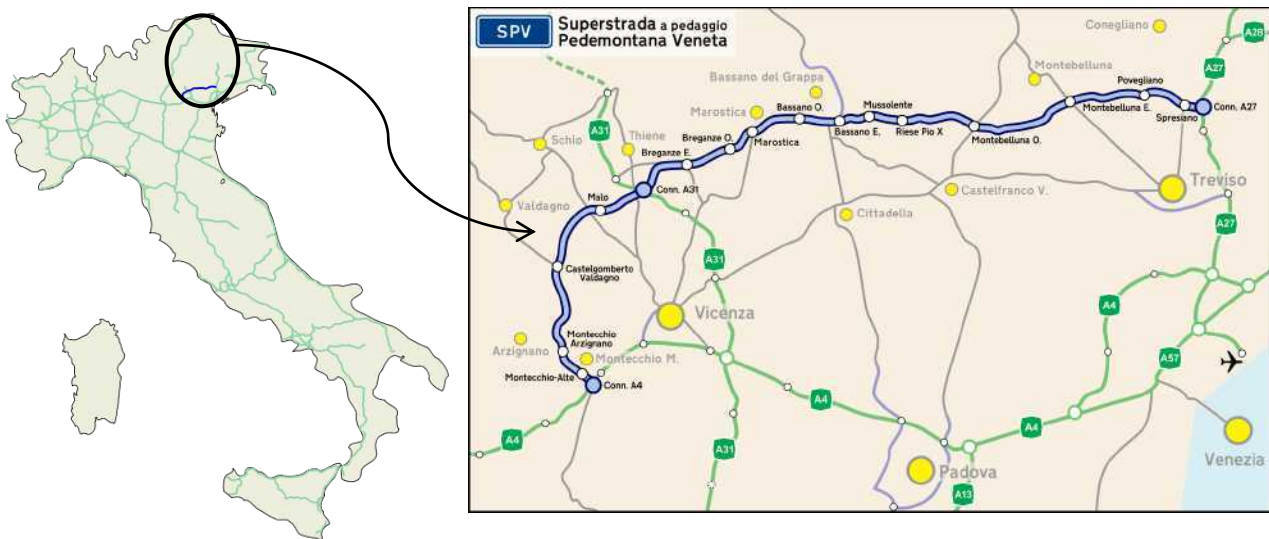 SPV
Superstrada a pedaggio
Pedemontana Veneta
Conegliano
A28
A27
Montebelluna
Bassano del Grappa
Povegliano
Marostica
Bassano O.
Mussolente
Montebelluna E.
Conn. A27
Spresiano
A31
Thiene
Breganze O.
Bassano E.
Riese Pio X
Schio
Marostica
Montebelluna O.
Breganze E.
Conn. A31
Treviso
Castelfranco V.
Valdagno
Malo
Cittadella
A27
A31
Castelgomberto
Valdagno
A4
Vicenza
Montecchio
Arzignano
Arzignano
Montecchio M.
A57
Montecchio-Alte
Conn. A4
A4
A4
A31
A4
Venezia
Padova
A13